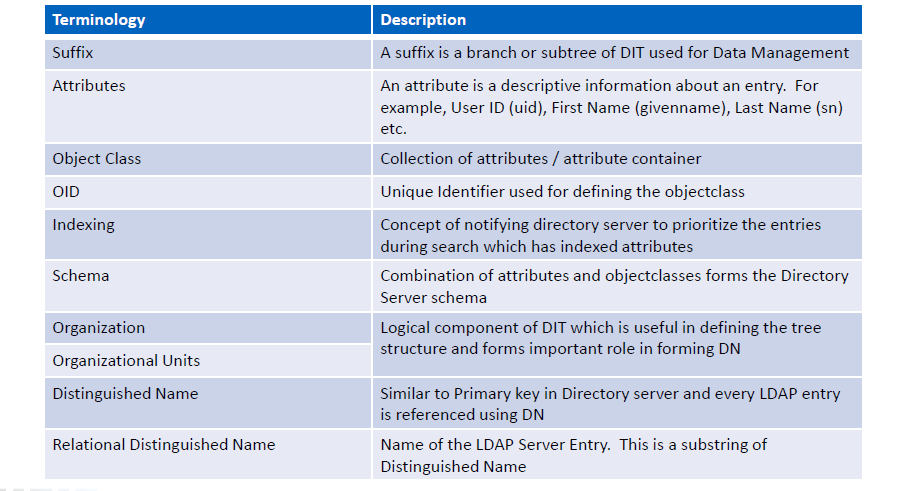 Terminology Description
Suffix A suffix is a branch or subtree of DIT used for Data Management
Attributes An attribute is a descriptive information about an entry. For
example, User ID (uid), First Name (givenname), Last Name (sn)
etc.
Object Class Collection of attributes / attribute container
OID Unique Identifier used for defining the objectclass
Indexing Concept of notifying directory server to prioritize the entries
during search which has indexed attributes
Schema Combination of attributes and objectclasses forms the Directory
Server schema
Organization Logical component of DIT which is useful in defining the tree
structure and forms important role in forming DN
Organizational Units
Distinguished Name Similar to Primary key in Directory server and every LDAP entry
is referenced using DN
Relational Distinguished Name Name of the LDAP Server Entry. This is a substring of
Distinguished Name